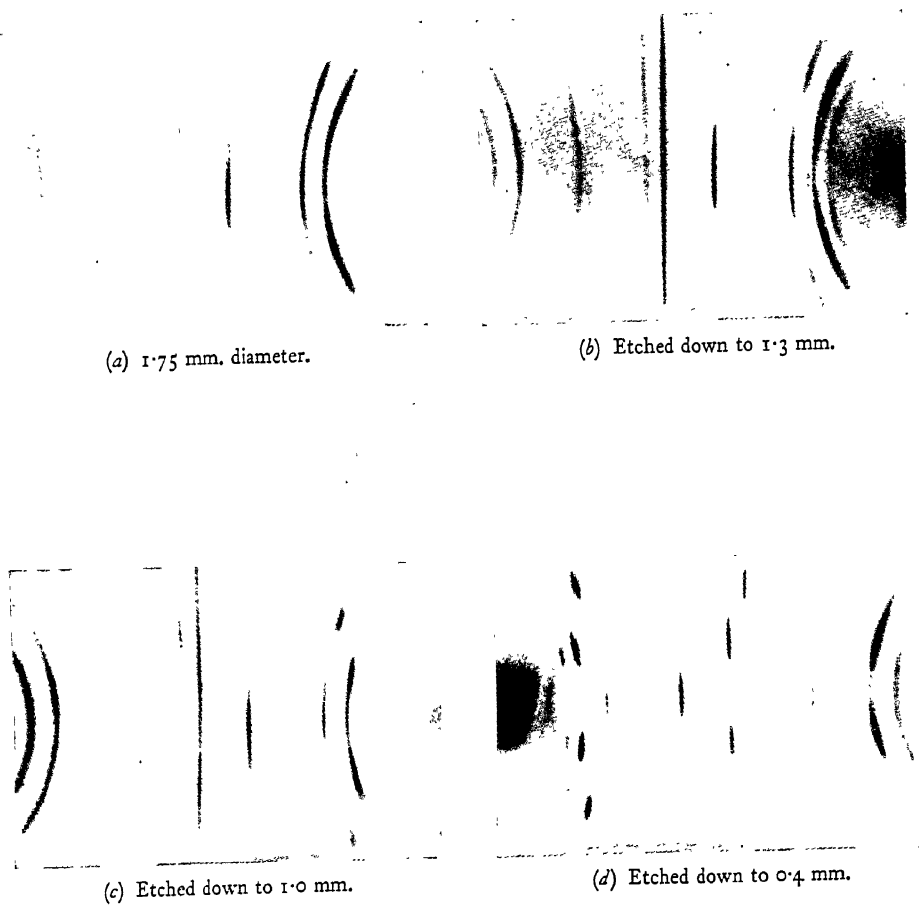 (a) 1·75 mm. diameter.
(b) Etched down to 1·3 mm.
(c) Etched down to 1·0 mm.
(d) Etched down to 0·4 mm.